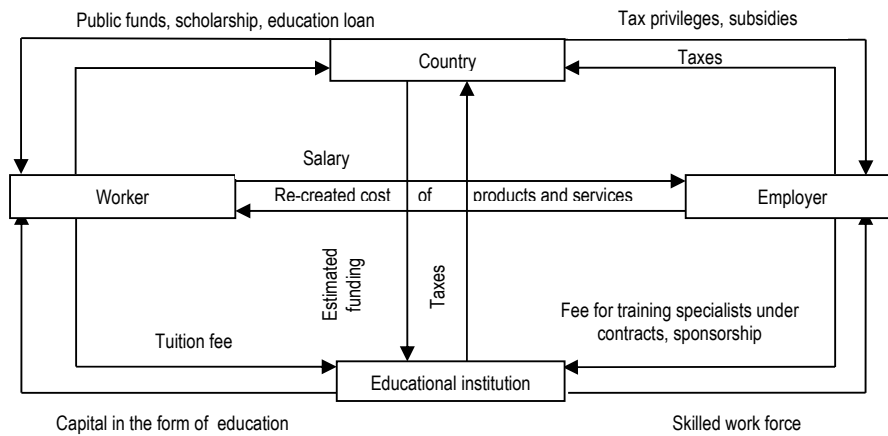 Public funds, scholarship, education loan
Tax privileges, subsidies
Country
Taxes
Salary
Worker
Re-created cost of products and services
Employer
Estimated
funding
Taxes
Tuition fee
Fee for training specialists under
contracts, sponsorship
Educational institution
Capital in the form of education
Skilled work force